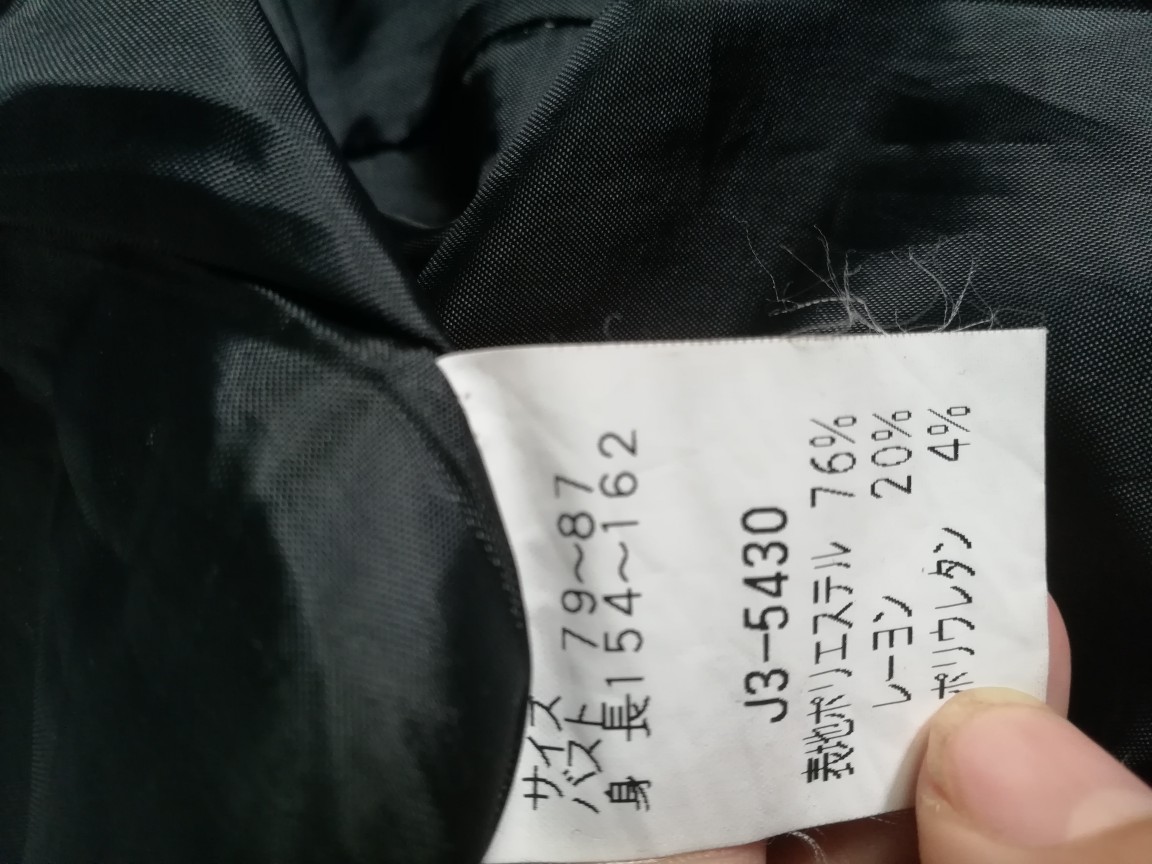 サイズ
バスト 79~87
身 長154~162
J3-5430
表地ポリエステル 76%
レーヨン 20%
ポリウレタン 4%